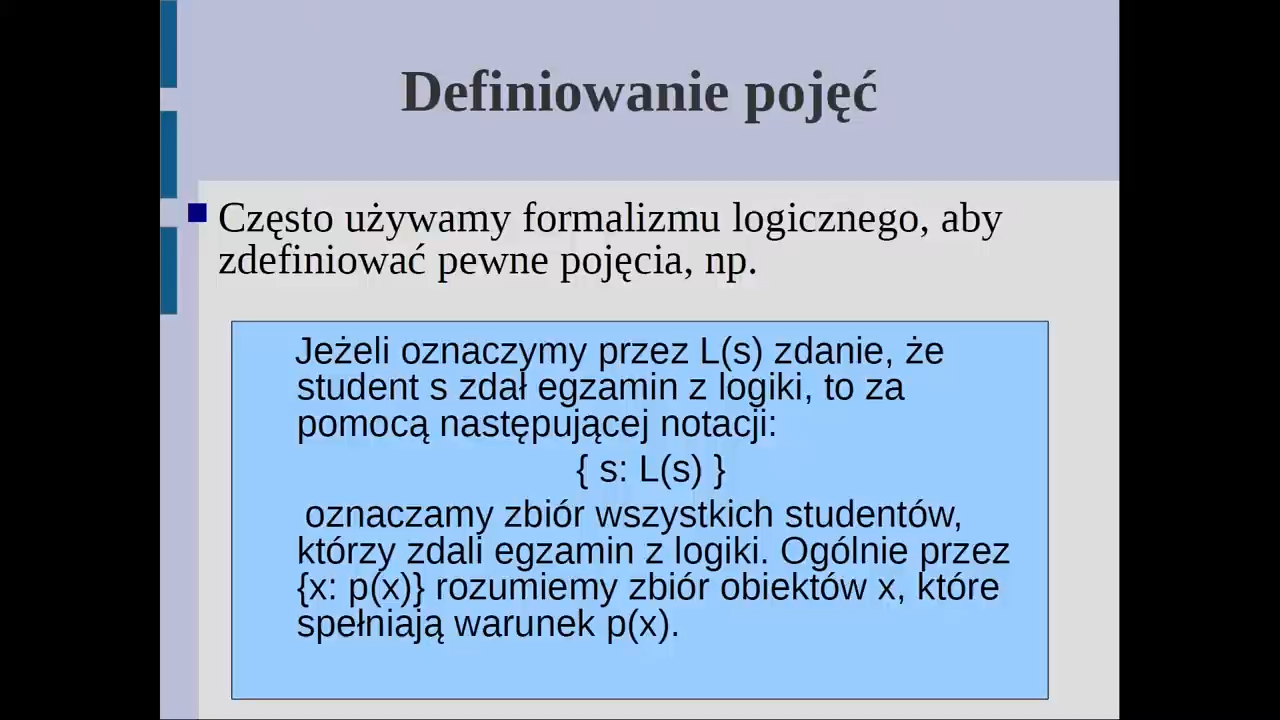 Definiowanie pojęć
Często używamy formalizmu logicznego, aby
zdefiniować pewne pojęcia, np.
Jeżeli oznaczymy przez L(s) zdanie, że
student s zdał egzamin z logiki, to za
pomocą następującej notacji:
{ s: L(s) }
oznaczamy zbiór wszystkich studentów,
którzy zdali egzamin z logiki. Ogólnie przez
{x: p(x)} rozumiemy zbiór obiektów x, które
spełniają warunek p(x).